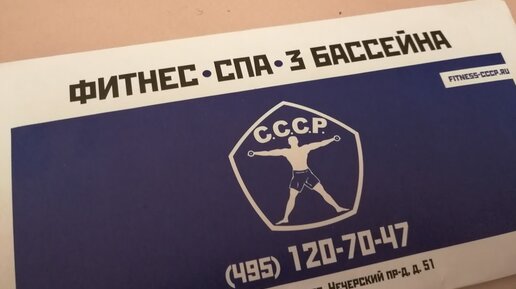 ФИТНЕС • СПА • 3 БАССЕЙНА
FITNESS-CCCP.RU
С.С.С.Р.
(495) 120-70-47
Чечерский пр-д, д. 51